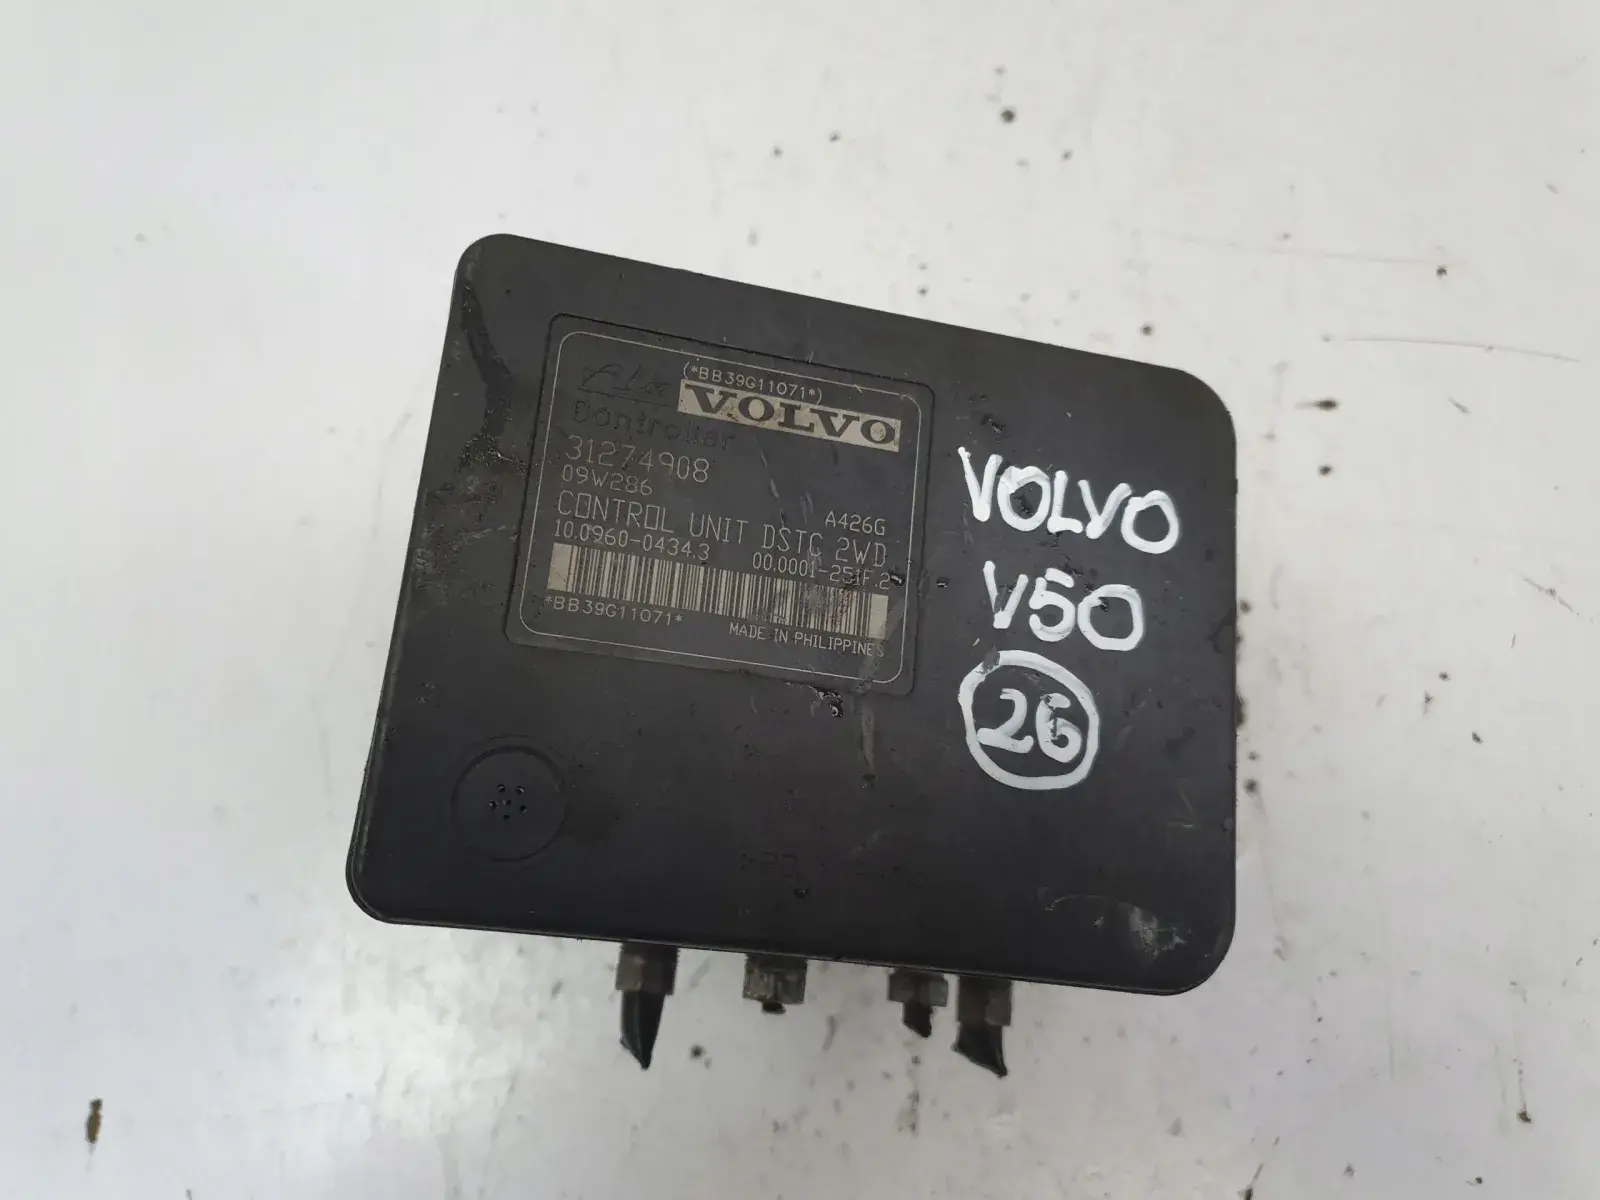 (*BB39G11071*)
VOLVO
Controller
31274908
09W286
A426G
CONTROL UNIT DSTC 2WD
10.0960-0434.3 00.0001-251F.2
*BB39G11071*
MADE IN PHILIPPINES
VOLVO
V50
26